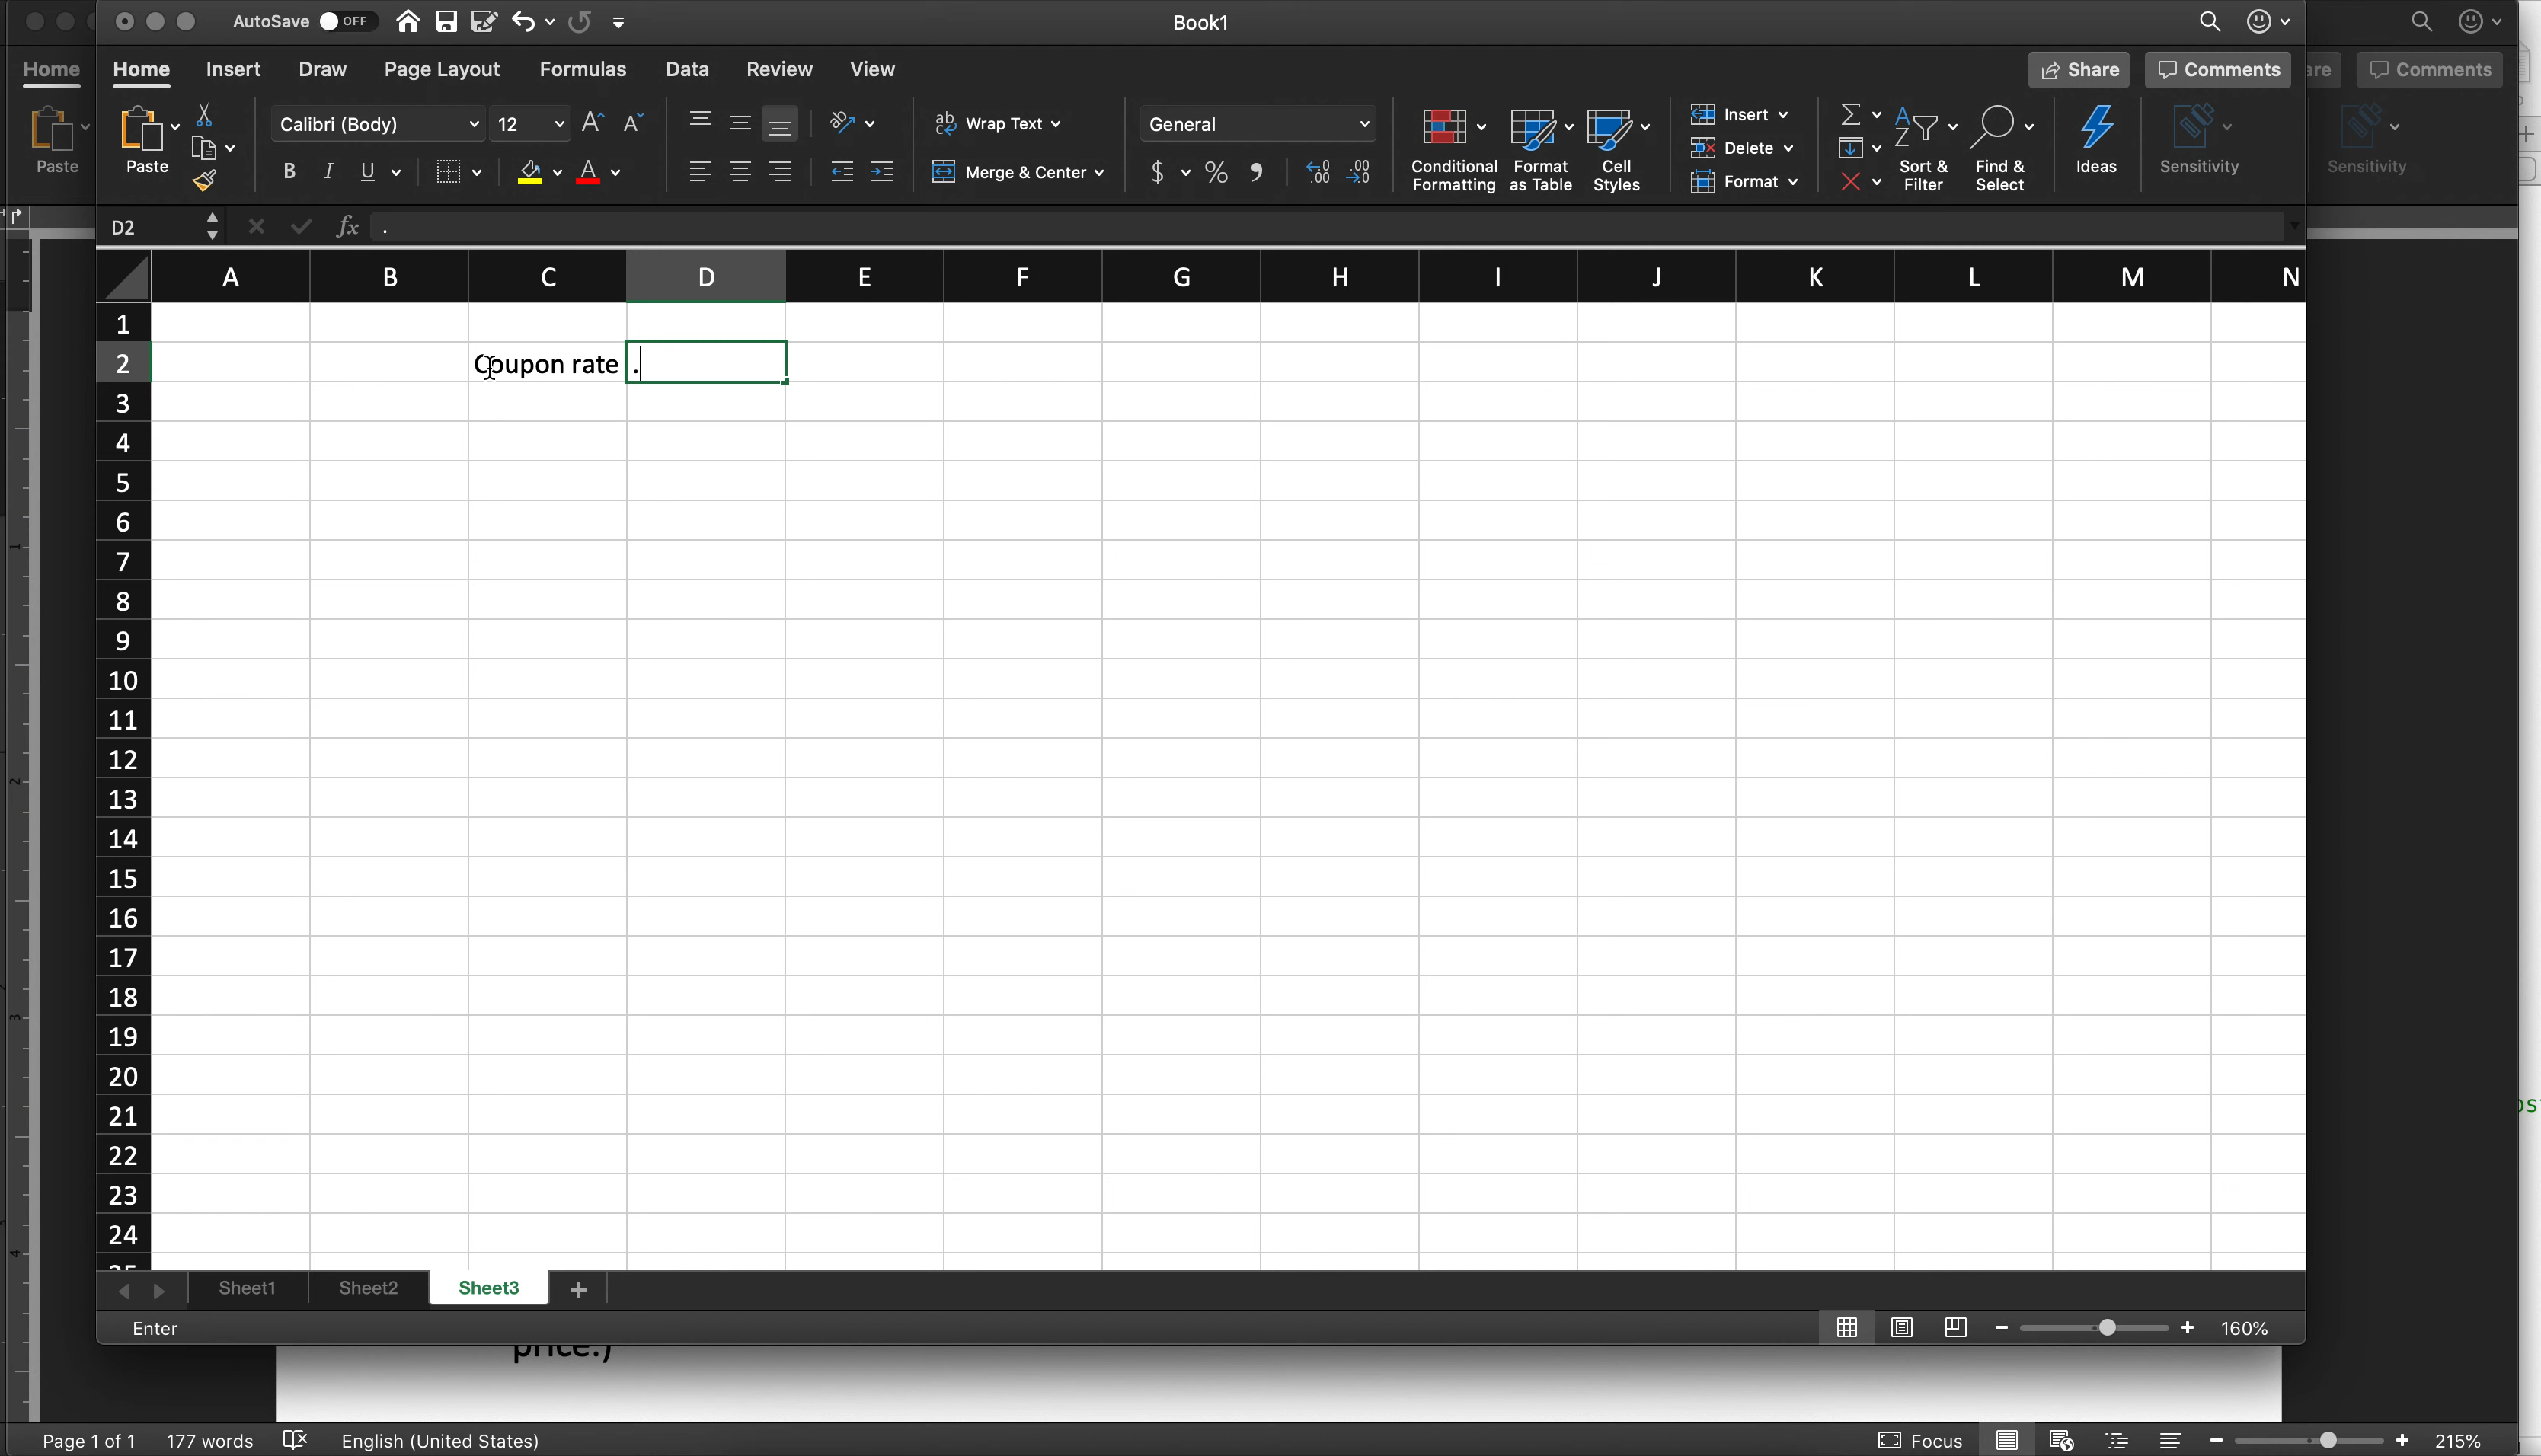 AutoSave OFF Book1
Home Home Insert Draw Page Layout Formulas Data Review View Share Comments Comments
Paste Paste Calibri (Body) 12 Wrap Text General Insert
B I U Merge & Center $ % Conditional Formatting Format as Table Cell Styles Delete Format Sort & Filter Find & Select Ideas Sensitivity Sensitivity
D2 fx .
A B C D E F G H I J K L M N
1
2 Coupon rate .
3
4
5
6
7
8
9
10
11
12
13
14
15
16
17
18
19
20
21
22
23
24
Sheet1 Sheet2 Sheet3 +
Enter 160%
price.)
Page 1 of 1 177 words English (United States) Focus 215%